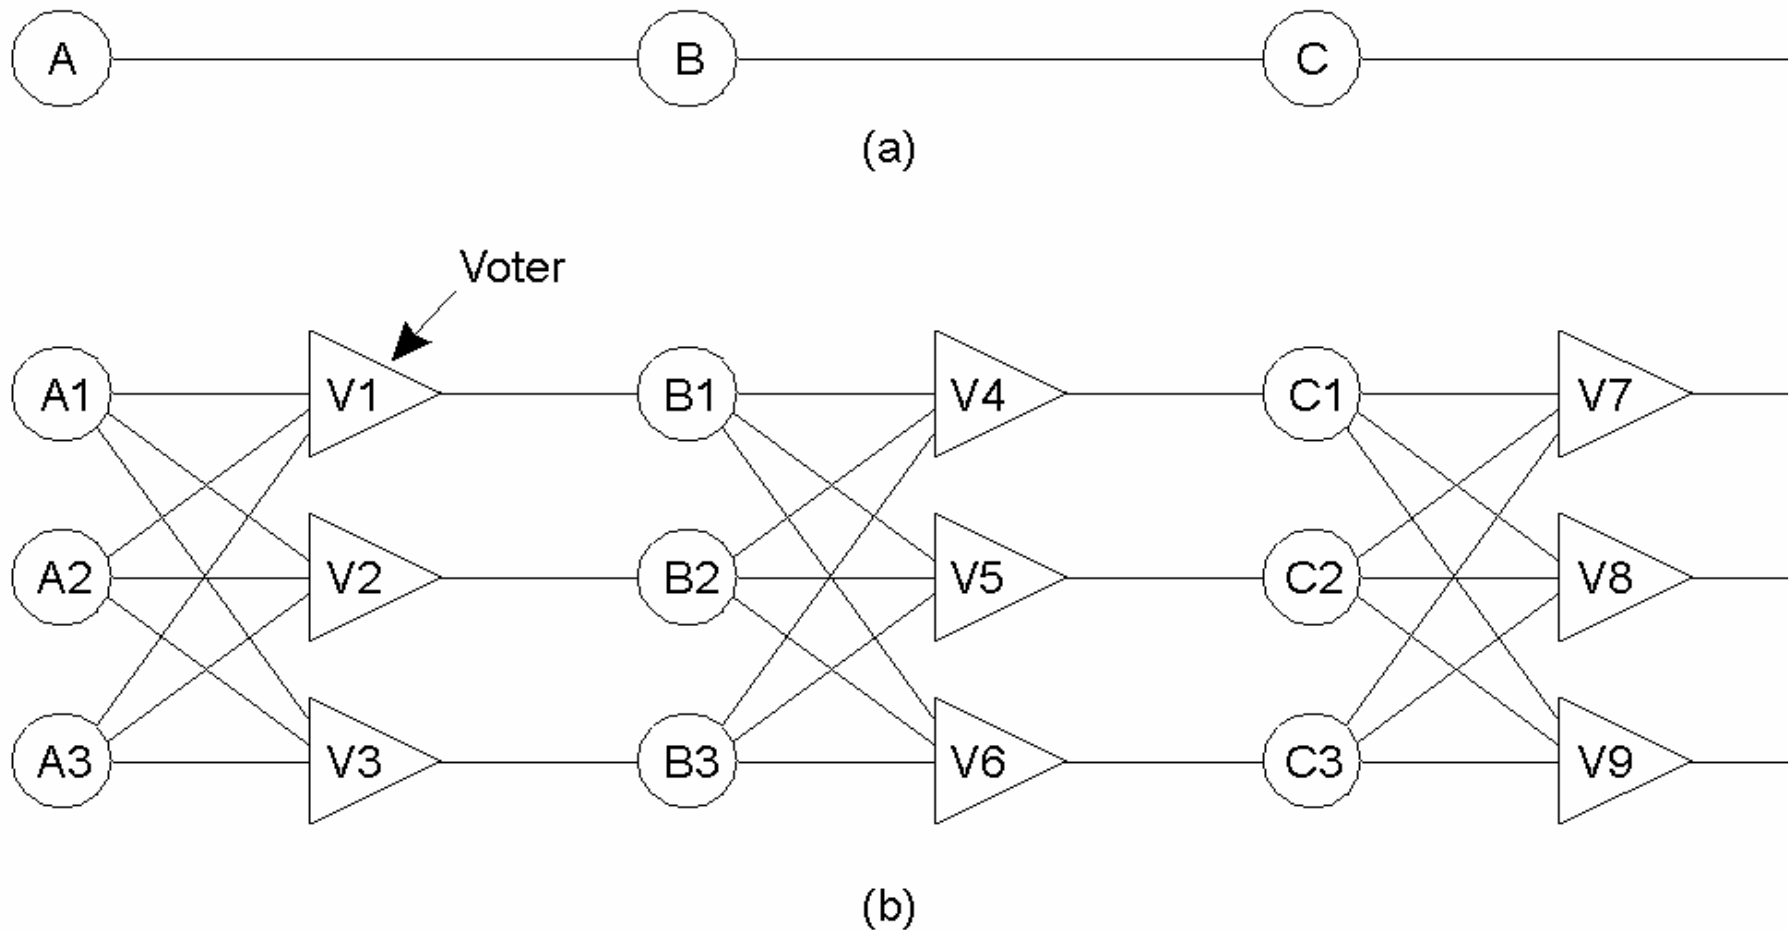 A B C
(a)
Voter
A1 V1 B1 V4 C1 V7
A2 V2 B2 V5 C2 V8
A3 V3 B3 V6 C3 V9
(b)